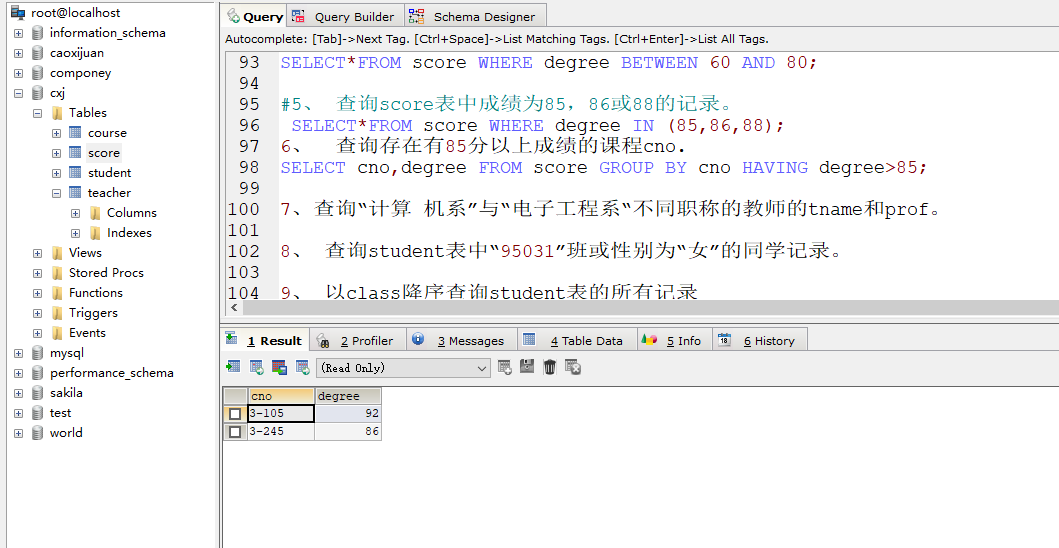 root@localhost
information_schema
caoxijuan
componey
cxj
Tables
course
score
student
teacher
Columns
Indexes
Views
Stored Procs
Functions
Triggers
Events
mysql
performance_schema
sakila
test
world
Query
Query Builder
Schema Designer
Autocomplete: [Tab]->Next Tag. [Ctrl+Space]->List Matching Tags. [Ctrl+Enter]->List All Tags.
93 SELECT*FROM score WHERE degree BETWEEN 60 AND 80;
94
95 #5、 查询score表中成绩为85，86或88的记录。
96 SELECT*FROM score WHERE degree IN (85,86,88);
97 6、 查询存在有85分以上成绩的课程cno.
98 SELECT cno,degree FROM score GROUP BY cno HAVING degree>85;
99
100 7、查询“计算 机系”与“电子工程系“不同职称的教师的tname和prof。
101
102 8、 查询student表中“95031”班或性别为“女”的同学记录。
103
104 9、 以class降序查询student表的所有记录
1 Result
2 Profiler
3 Messages
4 Table Data
5 Info
18
6 History
(Read Only)
cno degree
3-105 92
3-245 86